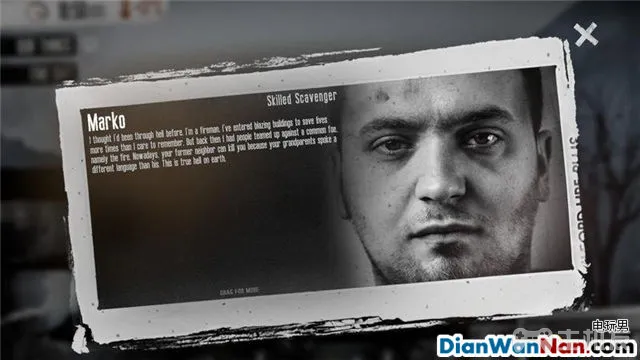 Skilled Scavenger
Marko
I thought I'd been through hell before. I'm a fireman. I've entered blazing buildings to save lives
more times than I care to remember. But back then I had people teamed up against a common foe,
namely the fire. Nowadays, your former neighbor can kill you because your grandparents spoke a
different language than his. This is true hell on earth.
DRAG FOR MORE
电玩男
DianWanNan.com